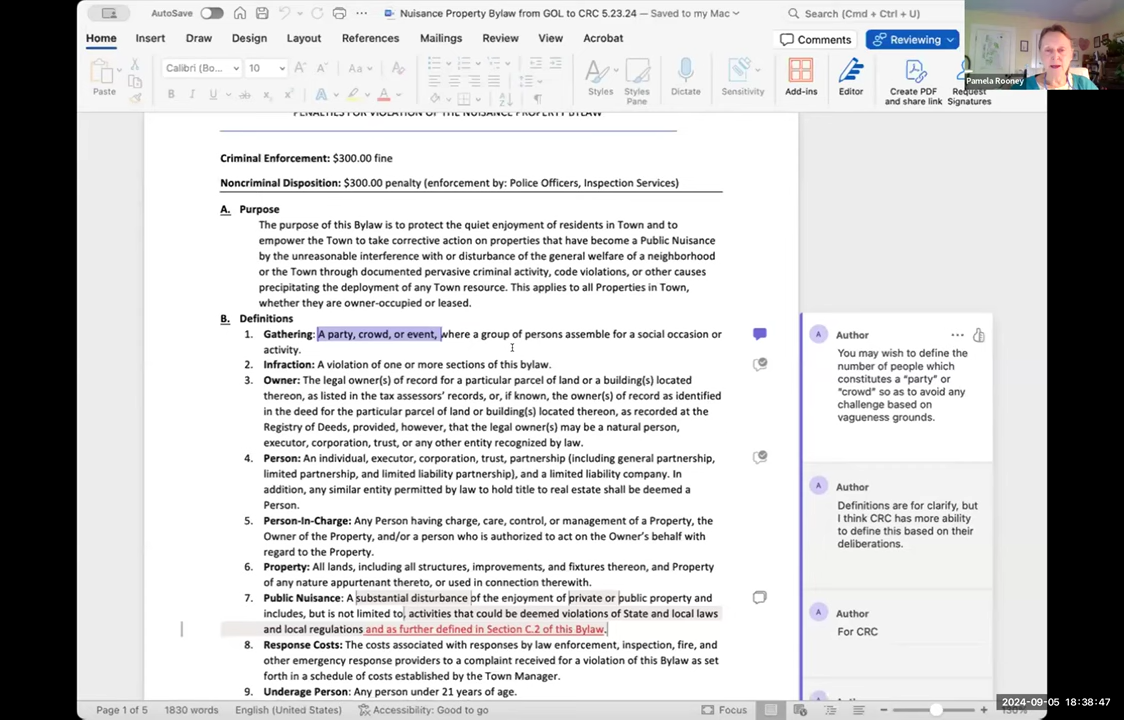 AutoSave
Nuisance Property Bylaw from GOL to CRC 5.23.24 — Saved to my Mac
Search (Cmd + Ctrl + U)
Home Insert Draw Design Layout References Mailings Review View Acrobat Comments Reviewing
Pamela Rooney
Calibri (Bo... 10
Paste Styles Styles Pane Dictate Sensitivity Add-ins Editor Create PDF and share link Request Signatures
PENALTIES FOR VIOLATION OF THE NUISANCE PROPERTY BYLAW
Criminal Enforcement: $300.00 fine
Noncriminal Disposition: $300.00 penalty (enforcement by: Police Officers, Inspection Services)
A. Purpose
The purpose of this Bylaw is to protect the quiet enjoyment of residents in Town and to
empower the Town to take corrective action on properties that have become a Public Nuisance
by the unreasonable interference with or disturbance of the general welfare of a neighborhood
or the Town through documented pervasive criminal activity, code violations, or other causes
precipitating the deployment of any Town resource. This applies to all Properties in Town,
whether they are owner-occupied or leased.
B. Definitions
1. Gathering: A party, crowd, or event, where a group of persons assemble for a social occasion or
activity.
2. Infraction: A violation of one or more sections of this bylaw.
3. Owner: The legal owner(s) of record for a particular parcel of land or a building(s) located
thereon, as listed in the tax assessors' records, or, if known, the owner(s) of record as identified
in the deed for the particular parcel of land or building(s) located thereon, as recorded at the
Registry of Deeds, provided, however, that the legal owner(s) may be a natural person,
executor, corporation, trust, or any other entity recognized by law.
4. Person: An individual, executor, corporation, trust, partnership (including general partnership,
limited partnership, and limited liability partnership), and a limited liability company. In
addition, any similar entity permitted by law to hold title to real estate shall be deemed a
Person.
5. Person-In-Charge: Any Person having charge, care, control, or management of a Property, the
Owner of the Property, and/or a person who is authorized to act on the Owner's behalf with
regard to the Property.
6. Property: All lands, including all structures, improvements, and fixtures thereon, and Property
of any nature appurtenant thereto, or used in connection therewith.
7. Public Nuisance: A substantial disturbance of the enjoyment of private or public property and
includes, but is not limited to, activities that could be deemed violations of State and local laws
and local regulations and as further defined in Section C.2 of this Bylaw.
8. Response Costs: The costs associated with responses by law enforcement, inspection, fire, and
other emergency response providers to a complaint received for a violation of this Bylaw as set
forth in a schedule of costs established by the Town Manager.
9. Underage Person: Any person under 21 years of age.
A Author
You may wish to define the
number of people which
constitutes a "party" or
"crowd" so as to avoid any
challenge based on
vagueness grounds.
A Author
Definitions are for clarify, but
I think CRC has more ability
to define this based on their
deliberations.
A Author
For CRC
Page 1 of 5 1830 words English (United States) Accessibility: Good to go Focus
2024-09-05 18:38:47